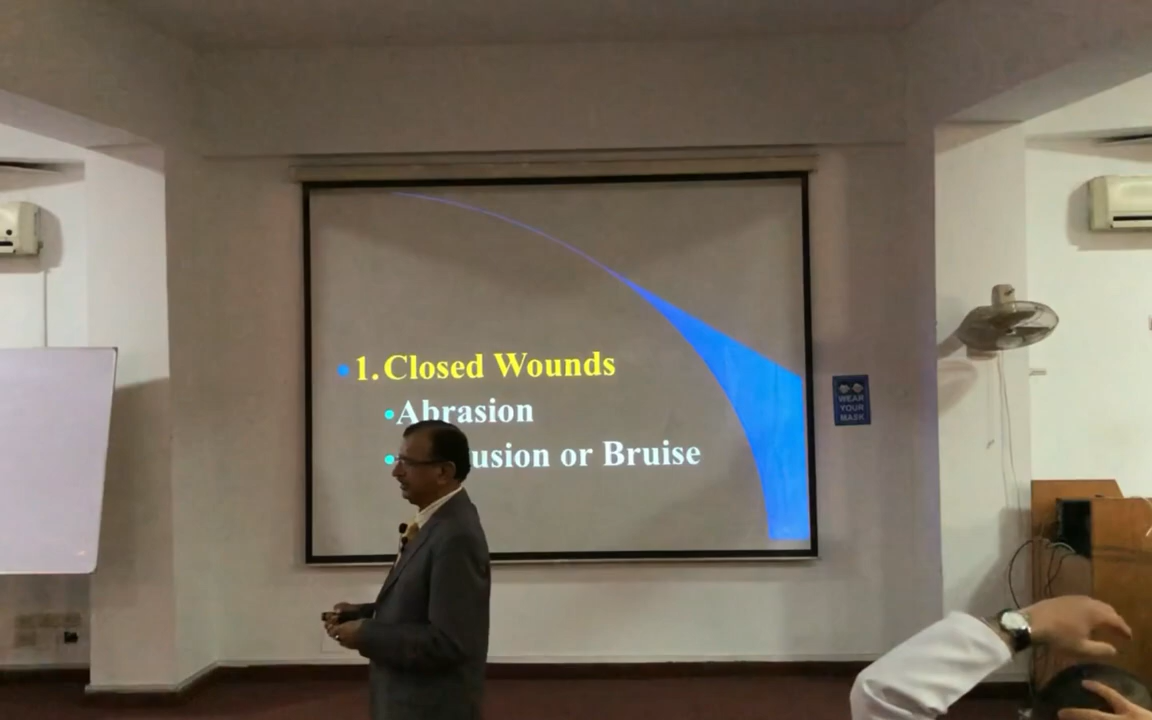 1. Closed Wounds
Abrasion
usion or Bruise
WEAR
YOUR
MASK